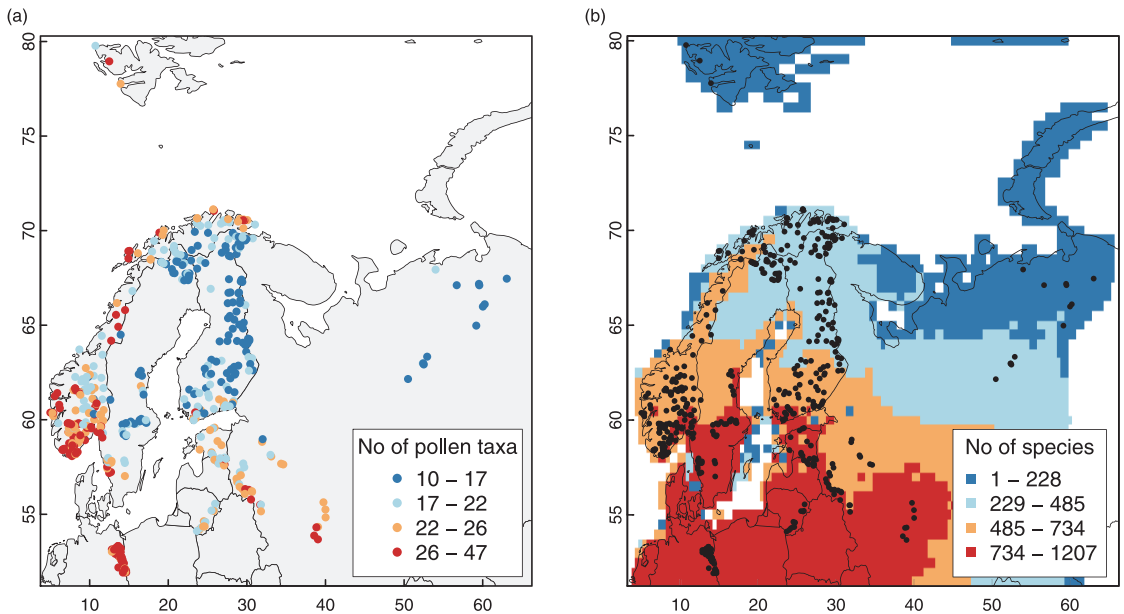 (a)
80
75
70
65
60
55
10 20 30 40 50 60
No of pollen taxa
10 – 17
17 – 22
22 – 26
26 – 47
(b)
80
75
70
65
60
55
10 20 30 40 50 60
No of species
1 – 228
229 – 485
485 – 734
734 – 1207